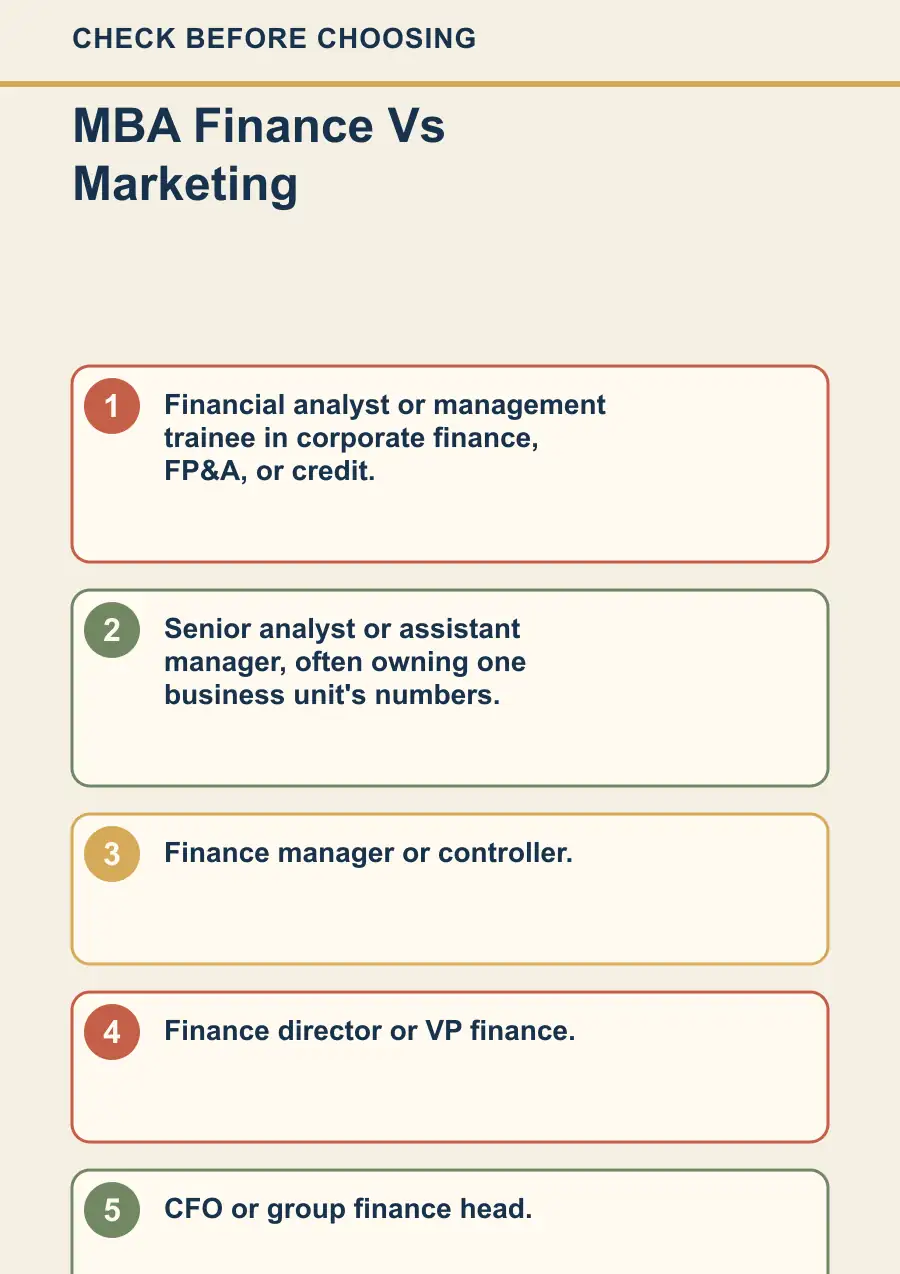 CHECK BEFORE CHOOSING
MBA Finance Vs
Marketing
1
Financial analyst or management
trainee in corporate finance,
FP&A, or credit.
2
Senior analyst or assistant
manager, often owning one
business unit's numbers.
3
Finance manager or controller.
4
Finance director or VP finance.
5
CFO or group finance head.